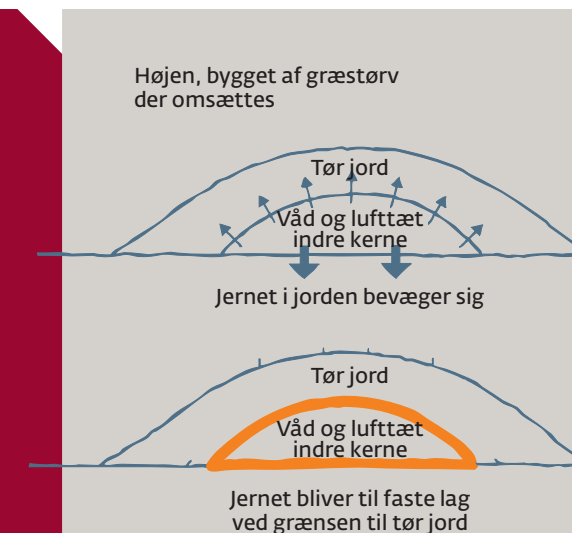 Højen, bygget af græstørv
der omsættes
Tør jord
Våd og lufttæt
indre kerne
Jernet i jorden bevæger sig
Tør jord
Våd og lufttæt
indre kerne
Jernet bliver til faste lag
ved grænsen til tør jord